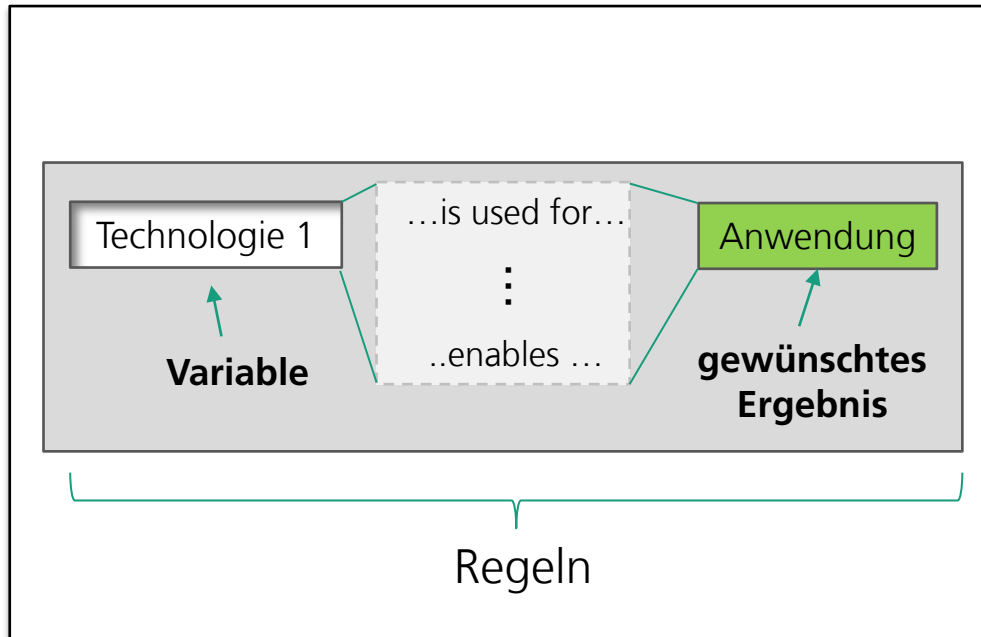 Technologie 1
…is used for…
⋮
..enables …
Anwendung
Variable
gewünschtes
Ergebnis
Regeln